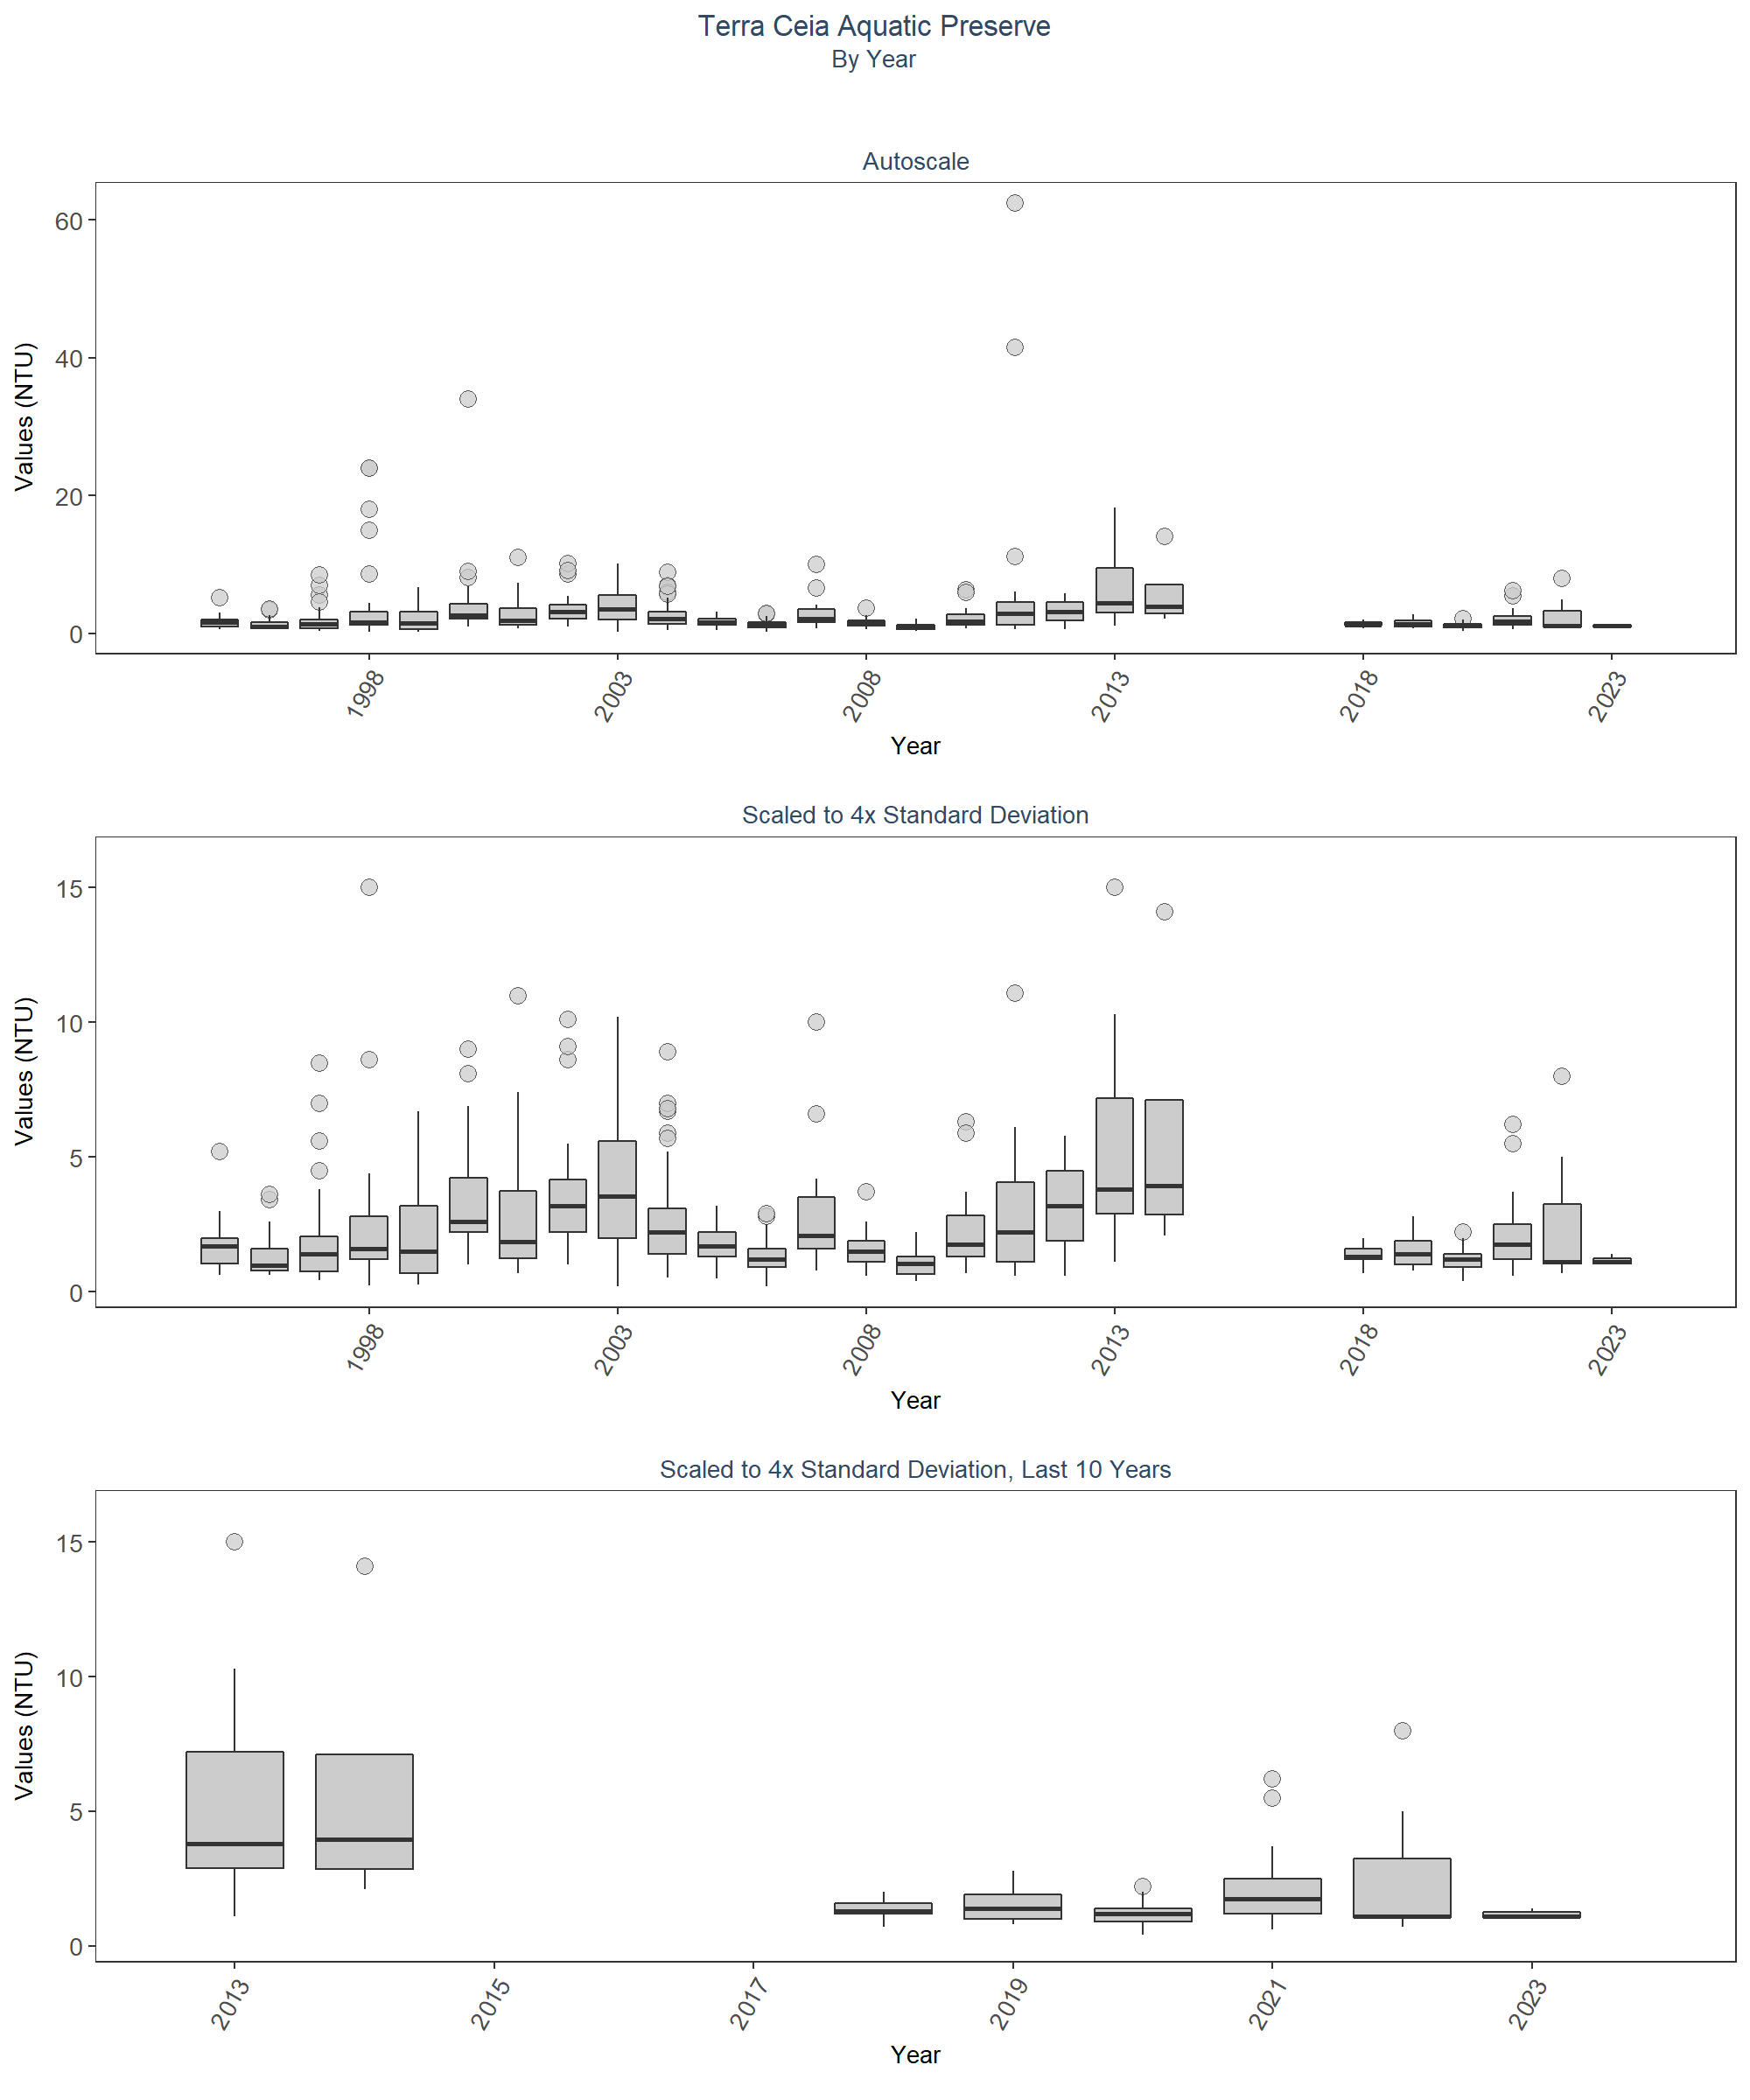 Terra Ceia Aquatic Preserve
By Year
Autoscale
Values (NTU)
60
40
20
0
1998 2003 2008 2013 2018 2023
Year
Scaled to 4x Standard Deviation
Values (NTU)
15
10
5
0
1998 2003 2008 2013 2018 2023
Year
Scaled to 4x Standard Deviation, Last 10 Years
Values (NTU)
15
10
5
0
2013 2015 2017 2019 2021 2023
Year